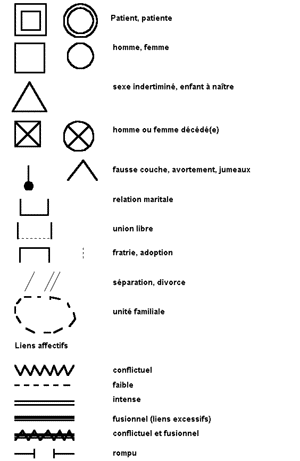 Patient, patiente
homme, femme
sexe indertiminé, enfant à naître
homme ou femme décédé(e)
fausse couche, avortement, jumeaux
relation maritale
union libre
fratrie, adoption
séparation, divorce
unité familiale
Liens affectifs
conflictuel
faible
intense
fusionnel (liens excessifs)
conflictuel et fusionnel
rompu